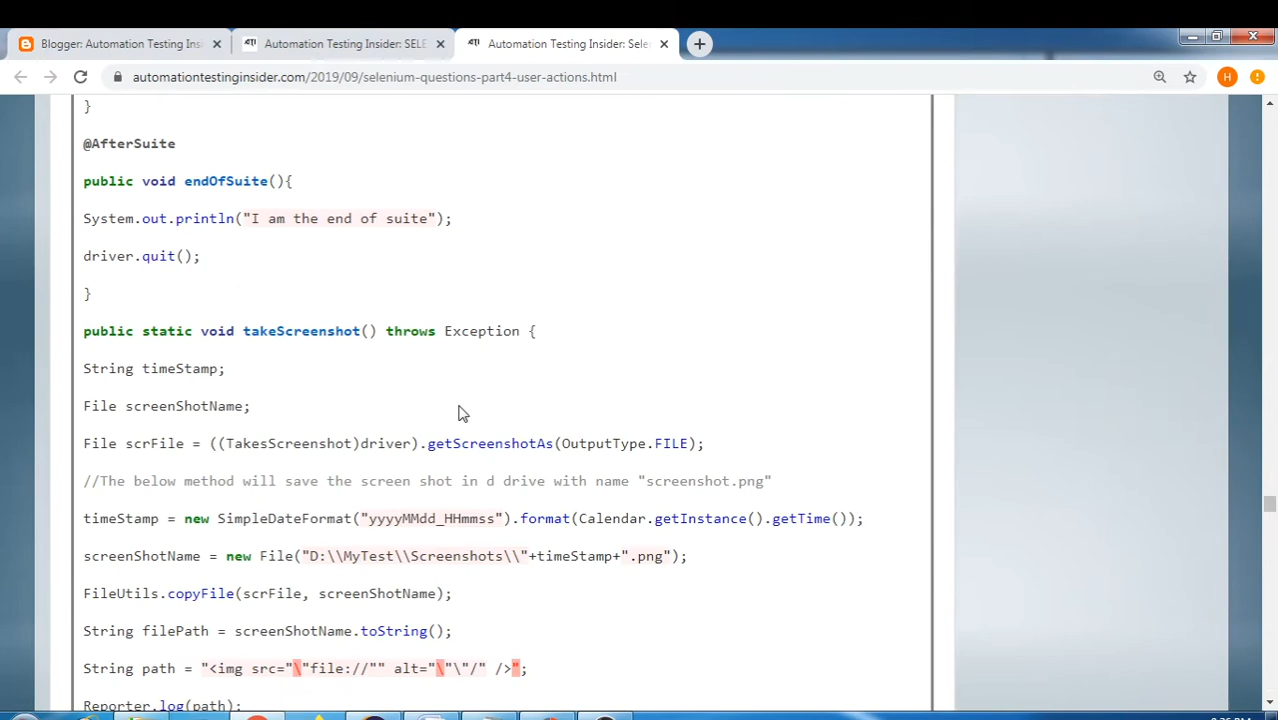 Blogger: Automation Testing Ins
Automation Testing Insider: SELE
Automation Testing Insider: Sele
automationtestinginsider.com/2019/09/selenium-questions-part4-user-actions.html
H
}
@AfterSuite
public void endOfSuite(){
System.out.println("I am the end of suite");
driver.quit();
}
public static void takeScreenshot() throws Exception {
String timeStamp;
File screenShotName;
File scrFile = ((TakesScreenshot)driver).getScreenshotAs(OutputType.FILE);
//The below method will save the screen shot in d drive with name "screenshot.png"
timeStamp = new SimpleDateFormat("yyyyMMdd_HHmmss").format(Calendar.getInstance().getTime());
screenShotName = new File("D:\\MyTest\\Screenshots\\"+timeStamp+".png");
FileUtils.copyFile(scrFile, screenShotName);
String filePath = screenShotName.toString();
String path = "<img src="\"file://"" alt="\"\"/" />";
Reporter.log(path);